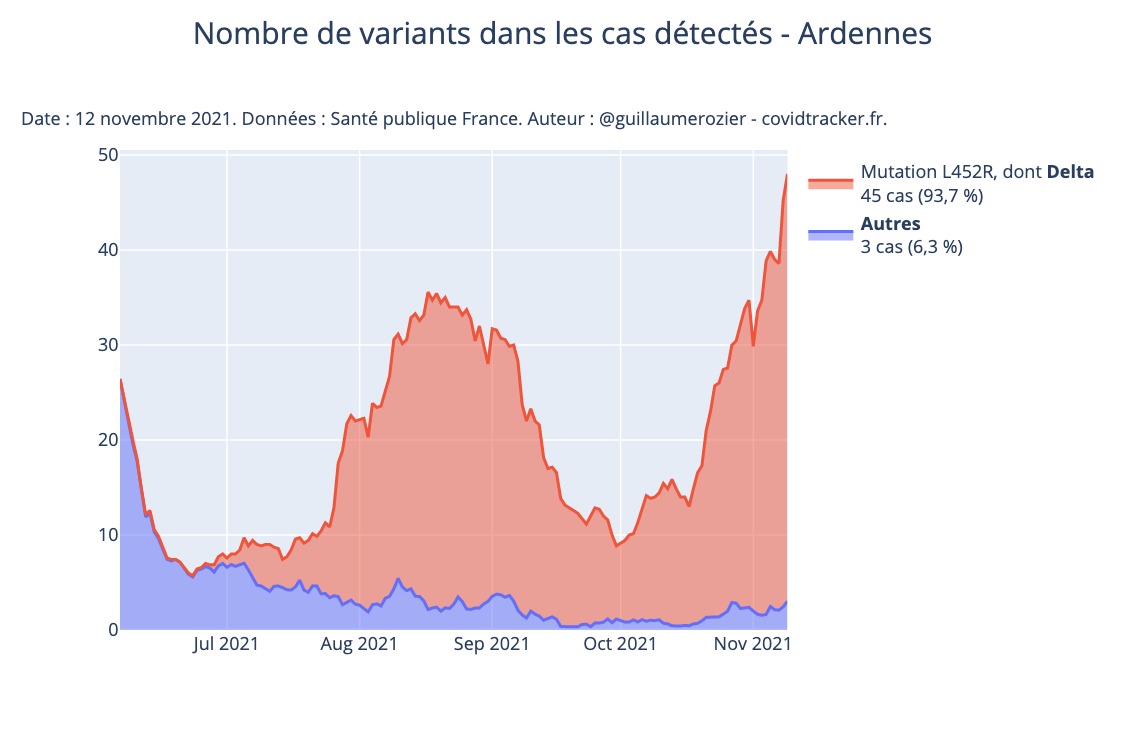 Nombre de variants dans les cas détectés - Ardennes
Date : 12 novembre 2021. Données : Santé publique France. Auteur : @guillaumerozier - covidtracker.fr.
50
40
30
20
10
0
Jul 2021
Aug 2021
Sep 2021
Oct 2021
Nov 2021
Mutation L452R, dont Delta
45 cas (93,7 %)
Autres
3 cas (6,3 %)